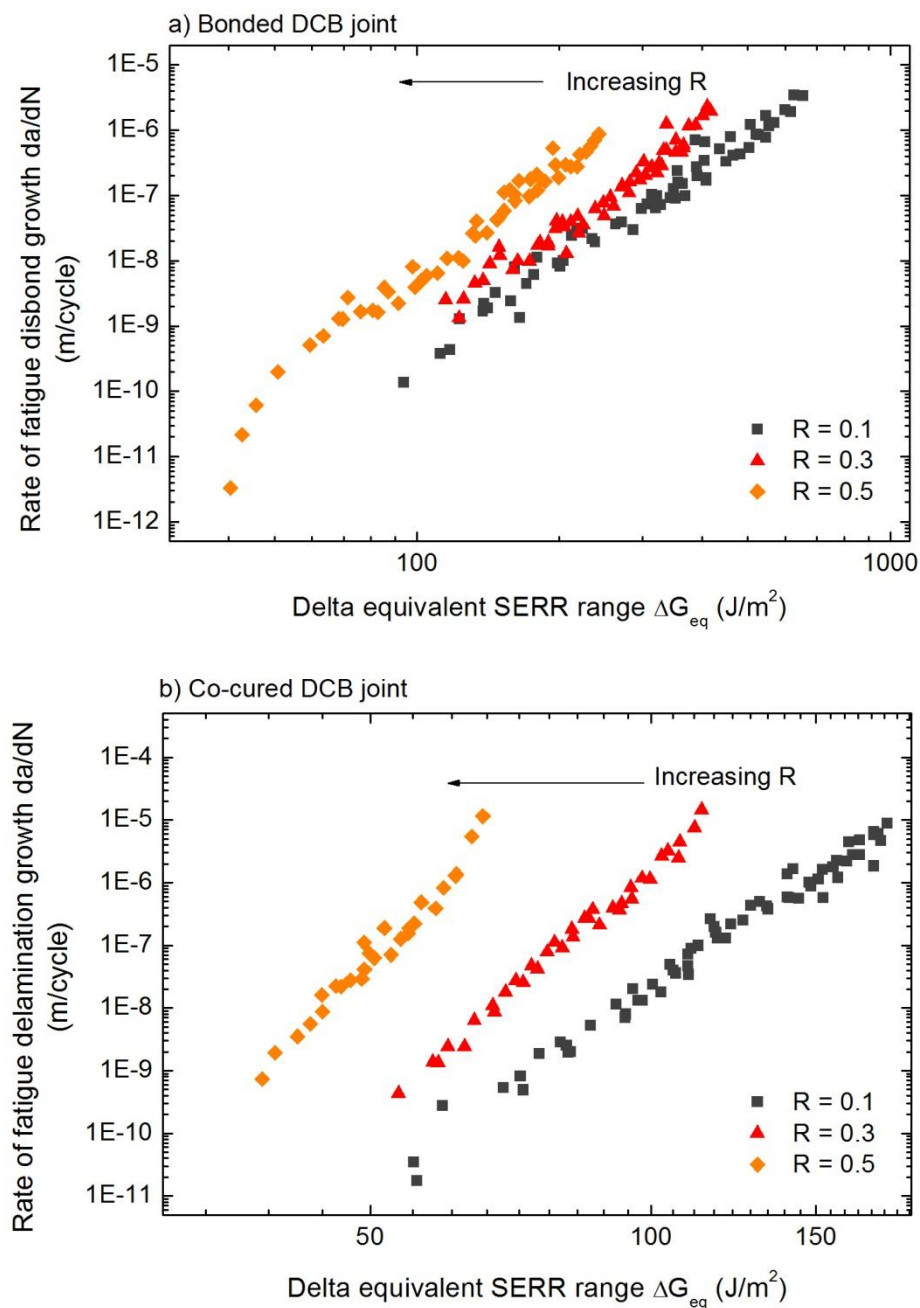 a) Bonded DCB joint
1E-5
1E-6
1E-7
1E-8
1E-9
1E-10
1E-11
1E-12
Rate of fatigue disbond growth da/dN
(m/cycle)
Increasing R
R = 0.1
R = 0.3
R = 0.5
100
1000
Delta equivalent SERR range ΔG_eq (J/m²)
b) Co-cured DCB joint
1E-4
1E-5
1E-6
1E-7
1E-8
1E-9
1E-10
1E-11
Rate of fatigue delamination growth da/dN
(m/cycle)
Increasing R
R = 0.1
R = 0.3
R = 0.5
50
100
150
Delta equivalent SERR range ΔG_eq (J/m²)